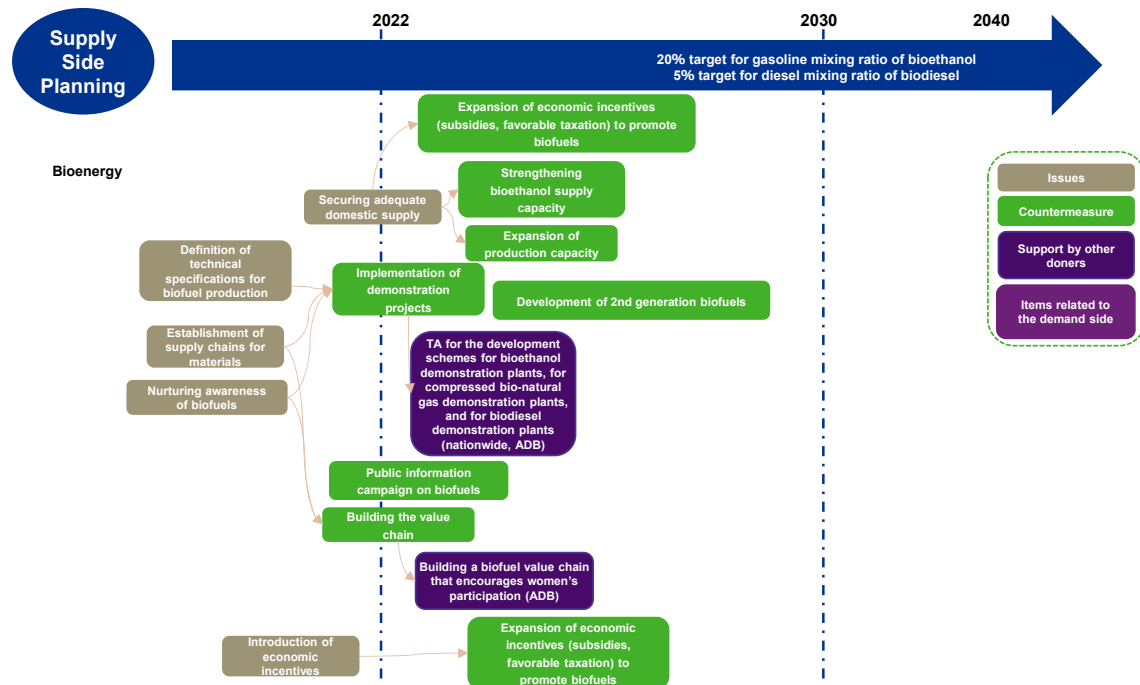 Supply
Side
Planning
2022
2030
2040
20% target for gasoline mixing ratio of bioethanol
5% target for diesel mixing ratio of biodiesel
Bioenergy
Expansion of economic incentives
(subsidies, favorable taxation) to promote
biofuels
Securing adequate
domestic supply
Strengthening
bioethanol supply
capacity
Expansion of
production capacity
Definition of
technical
specifications for
biofuel production
Implementation of
demonstration
projects
Development of 2nd generation biofuels
Establishment of
supply chains for
materials
Nurturing awareness
of biofuels
TA for the development
schemes for bioethanol
demonstration plants, for
compressed bio-natural
gas demonstration plants,
and for biodiesel
demonstration plants
(nationwide, ADB)
Public information
campaign on biofuels
Building the value
chain
Building a biofuel value chain
that encourages women’s
participation (ADB)
Introduction of
economic
incentives
Expansion of economic
incentives (subsidies,
favorable taxation) to
promote biofuels
Issues
Countermeasure
Support by other
doners
Items related to
the demand side